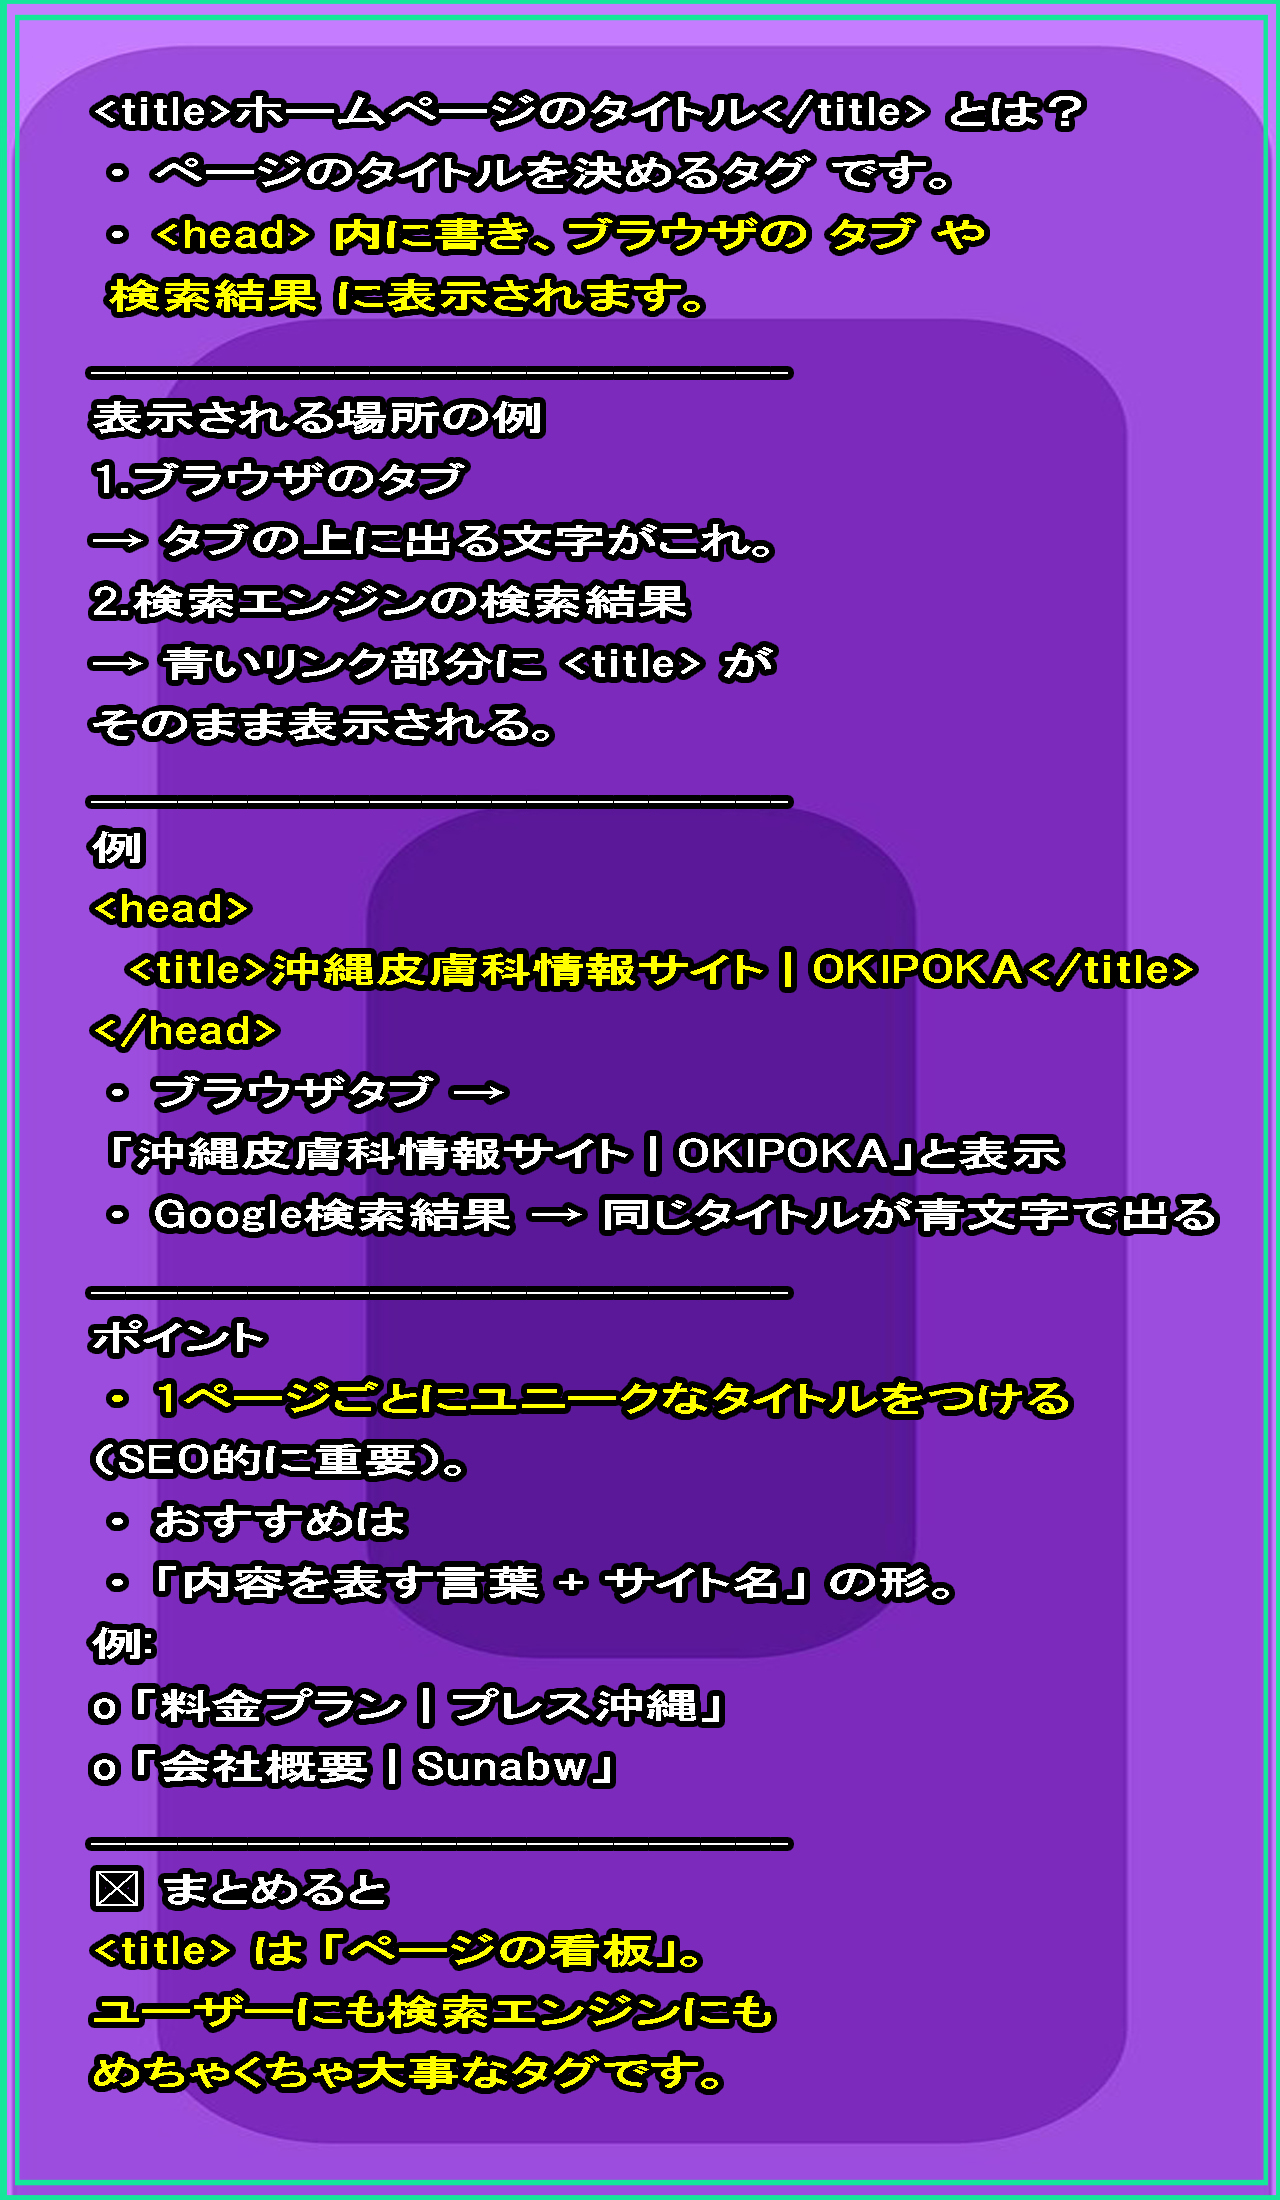 <title>ホームページのタイトル</title> とは？
・ ページのタイトルを決めるタグ です。
・ <head> 内に書き、ブラウザの タブ や
検索結果 に表示されます。
表示される場所の例
1.ブラウザのタブ
→ タブの上に出る文字がこれ。
2.検索エンジンの検索結果
→ 青いリンク部分に <title> が
そのまま表示される。
例
<head>
<title>沖縄皮膚科情報サイト | OKIPOKA</title>
</head>
・ ブラウザタブ →
「沖縄皮膚科情報サイト | OKIPOKA」と表示
・ Google検索結果 → 同じタイトルが青文字で出る
ポイント
・ 1ページごとにユニークなタイトルをつける
（SEO的に重要）。
・ おすすめは
・ 「内容を表す言葉 + サイト名」 の形。
例:
o 「料金プラン | プレス沖縄」
o 「会社概要 | Sunabw」
まとめると
<title> は 「ページの看板」。
ユーザーにも検索エンジンにも
めちゃくちゃ大事なタグです。